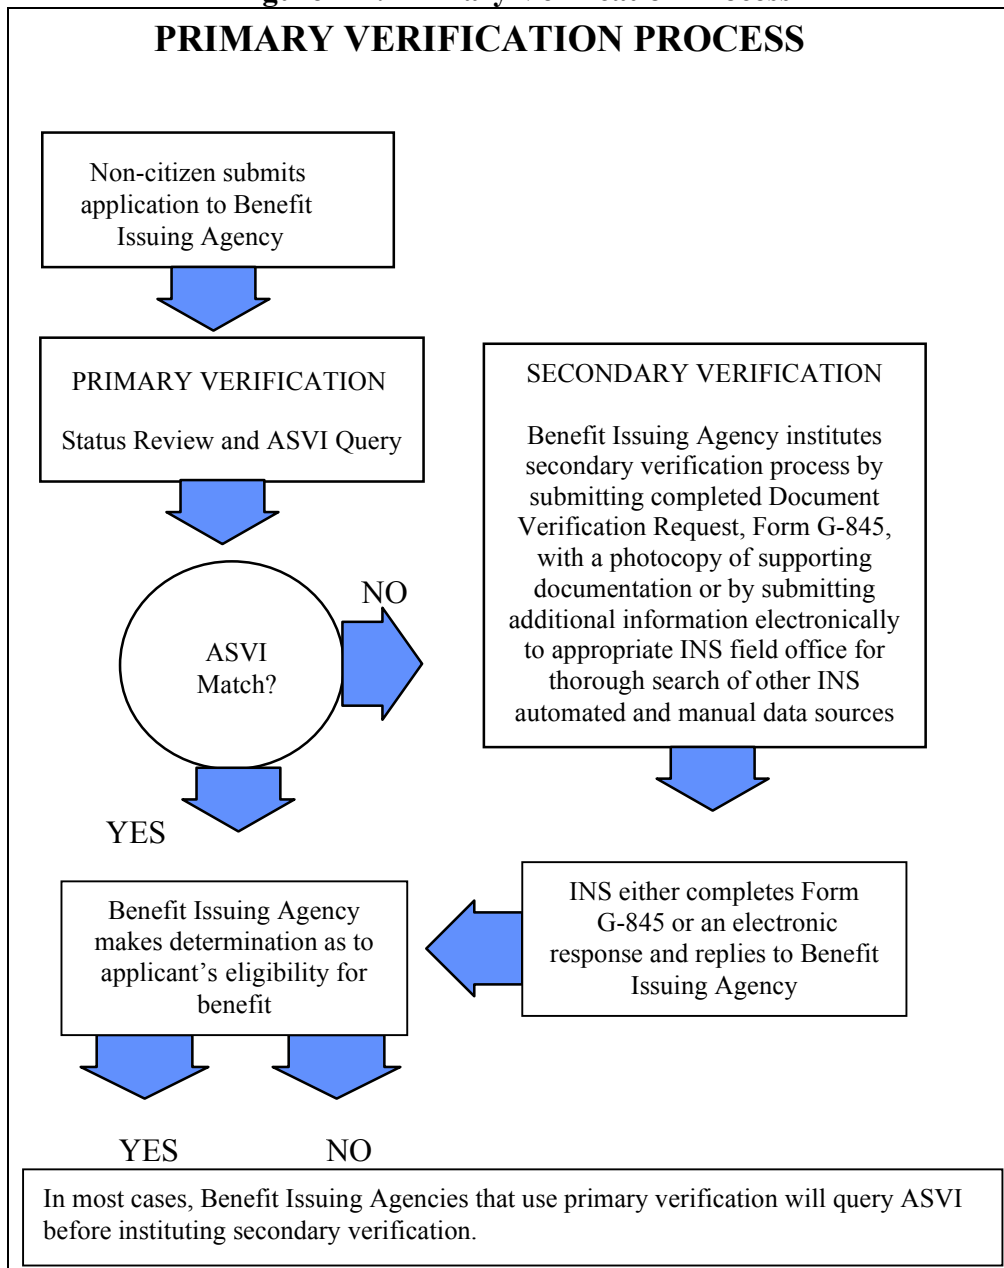 PRIMARY VERIFICATION PROCESS
Non-citizen submits
application to Benefit
Issuing Agency
PRIMARY VERIFICATION
Status Review and ASVI Query
ASVI
Match?
NO
YES
SECONDARY VERIFICATION
Benefit Issuing Agency institutes
secondary verification process by
submitting completed Document
Verification Request, Form G-845,
with a photocopy of supporting
documentation or by submitting
additional information electronically
to appropriate INS field office for
thorough search of other INS
automated and manual data sources
INS either completes Form
G-845 or an electronic
response and replies to Benefit
Issuing Agency
Benefit Issuing Agency
makes determination as to
applicant’s eligibility for
benefit
YES
NO
In most cases, Benefit Issuing Agencies that use primary verification will query ASVI
before instituting secondary verification.